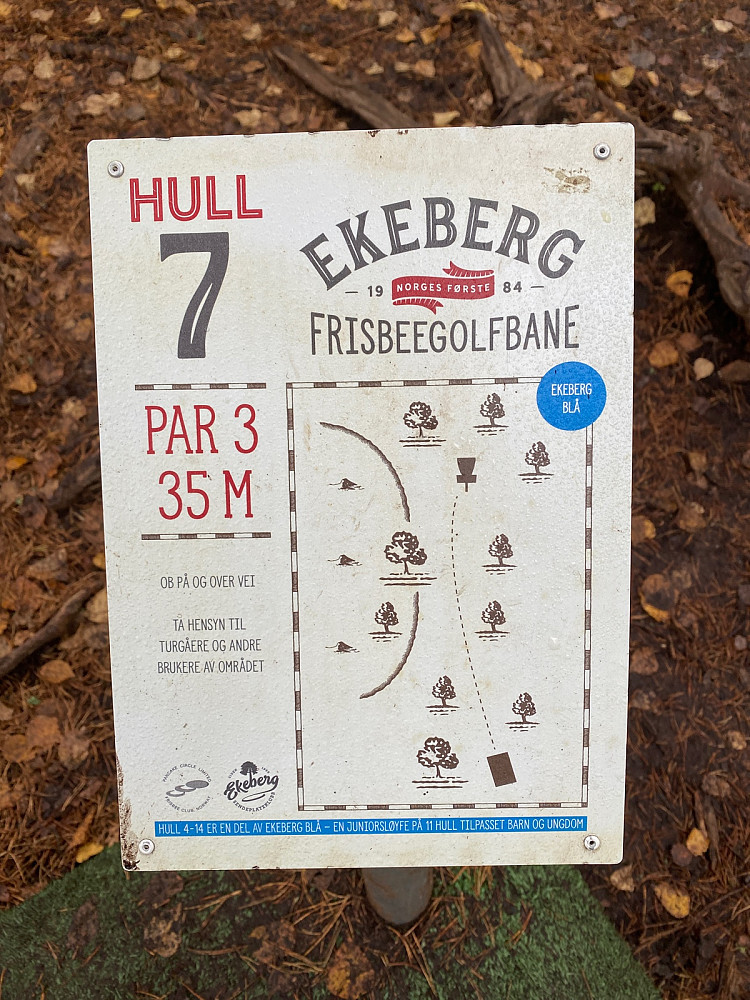 HULL
7
EKEBERG
19 NORGES FØRSTE 84
FRISBEEGOLFBANE
EKEBERG
BLÅ
PAR 3
35 M
OB PÅ OG OVER VEI
TA HENSYN TIL
TURGÅERE OG ANDRE
BRUKERE AV OMRÅDET
Ekeberg
SENDEPLATEKLUBB
HULL 4-14 ER EN DEL AV EKEBERG BLÅ – EN JUNIORSLØYFE PÅ 11 HULL TILPASSET BARN OG UNGDOM